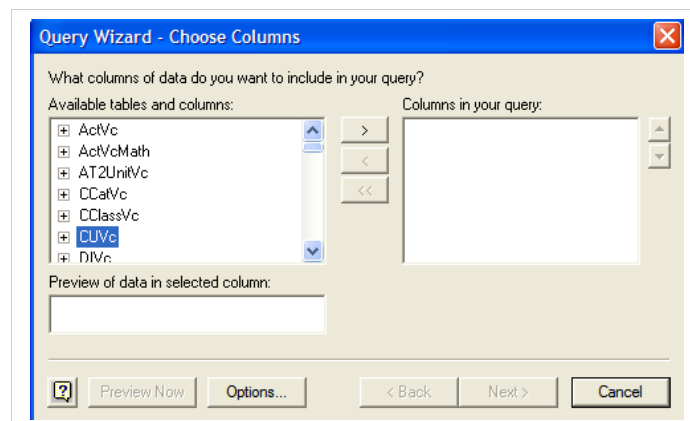 Query Wizard - Choose Columns
What columns of data do you want to include in your query?
Available tables and columns:
Columns in your query:
ActVc
ActVcMath
AT2UnitVc
CCatVc
CClassVc
CUVc
DIVc
>
<
<<
Preview of data in selected column:
?
Preview Now
Options...
< Back
Next >
Cancel